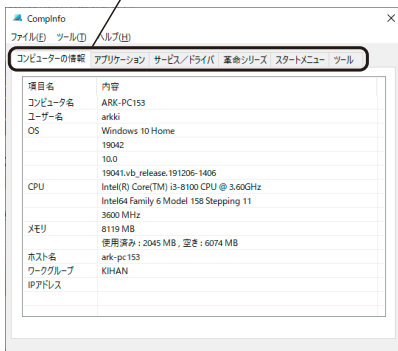 CompInfo
ファイル(F) ツール(T) ヘルプ(H)
コンピューターの情報 アプリケーション サービス／ドライバ 革命シリーズ スタートメニュー ツール
項目名 内容
コンピュータ名 ARK-PC153
ユーザー名 arkki
OS Windows 10 Home
19042
10.0
19041.vb_release.191206-1406
CPU Intel(R) Core(TM) i3-8100 CPU @ 3.60GHz
Intel64 Family 6 Model 158 Stepping 11
3600 MHz
メモリ 8119 MB
使用済み : 2045 MB , 空き : 6074 MB
ホスト名 ark-pc153
ワークグループ KIHAN
IPアドレス